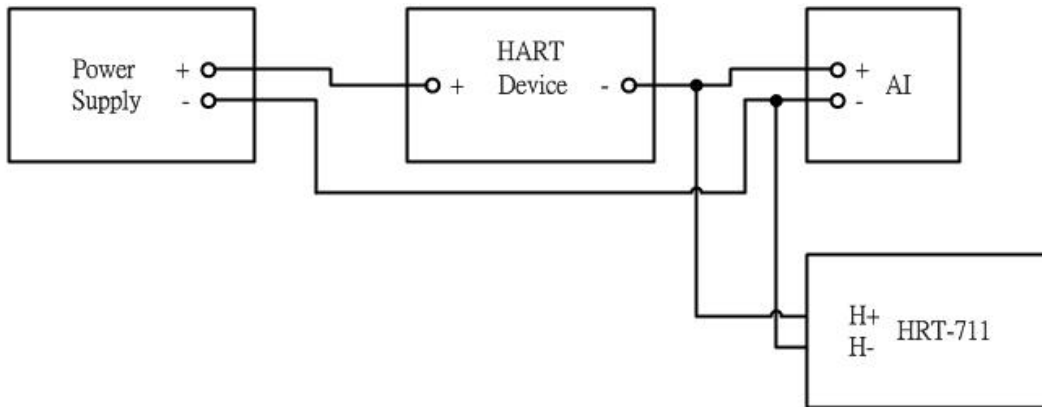 Power
Supply
+
-
HART
Device
+
-
+
-
AI
H+
H-
HRT-711